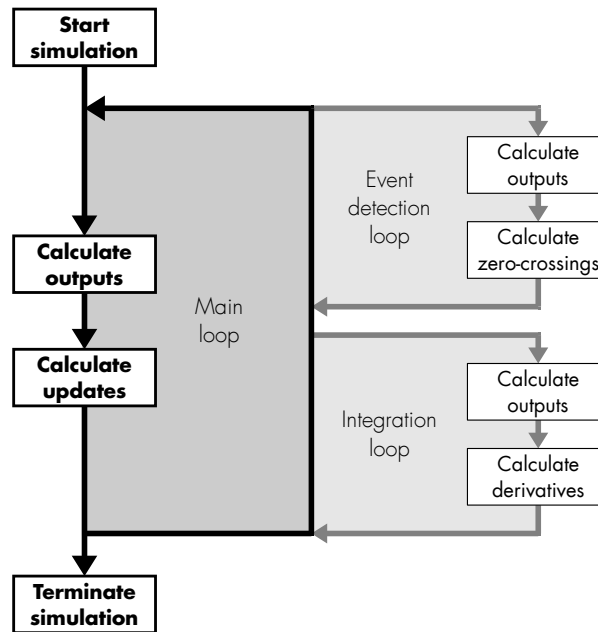 Start
simulation
Calculate
outputs
Calculate
updates
Terminate
simulation
Main
loop
Event
detection
loop
Calculate
outputs
Calculate
zero-crossings
Integration
loop
Calculate
outputs
Calculate
derivatives